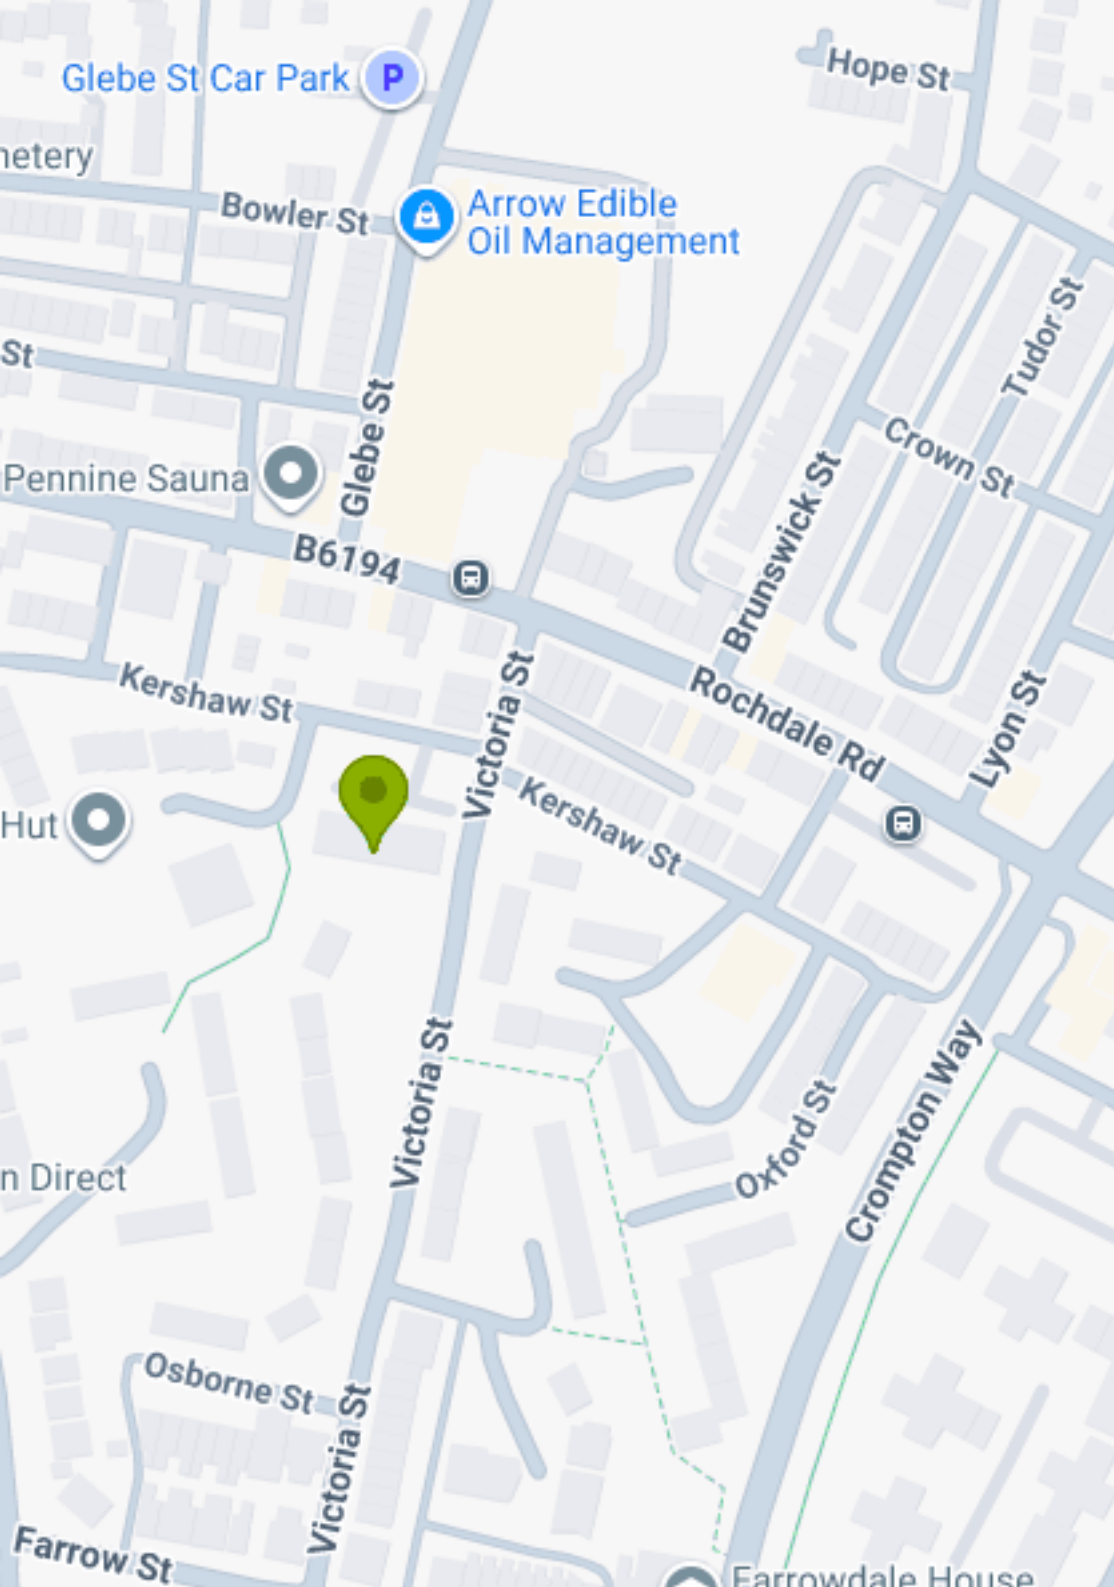 Glebe St Car Park
P
Hope St
netery
Bowler St
Arrow Edible
Oil Management
Tudor St
St
Glebe St
Crown St
Pennine Sauna
Brunswick St
B6194
Kershaw St
Victoria St
Rochdale Rd
Lyon St
Kershaw St
Hut
Victoria St
Crompton Way
Oxford St
n Direct
Osborne St
Victoria St
Farrow St
Farrowdale House